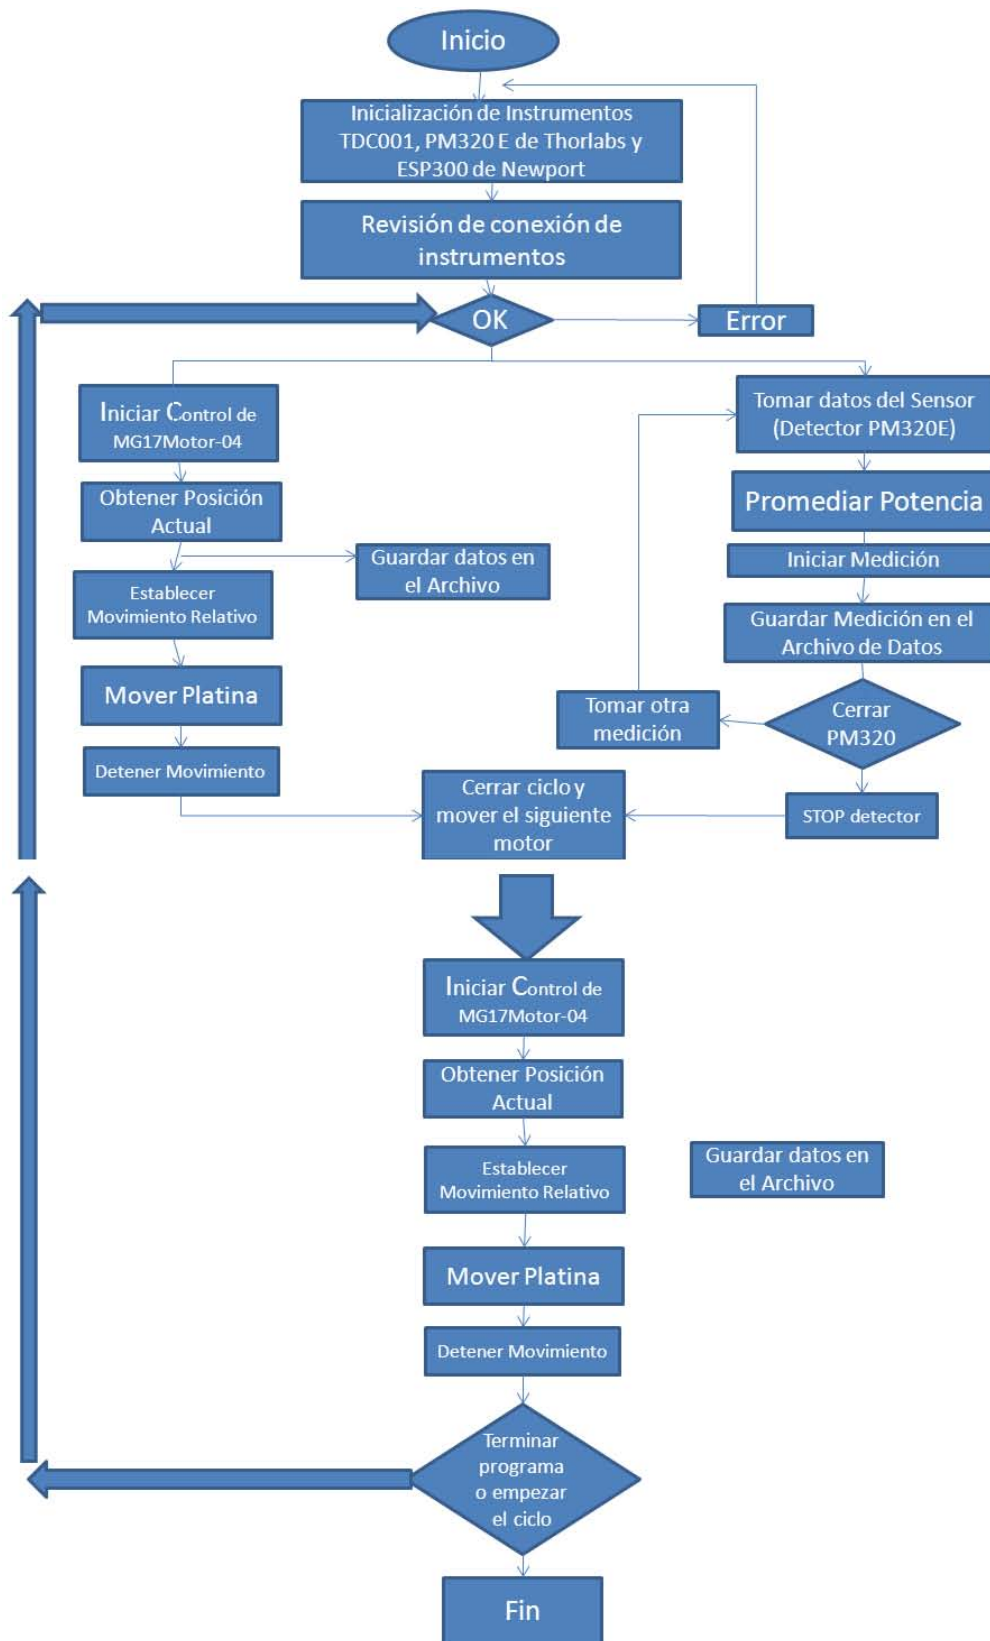 Inicio
Inicialización de Instrumentos
TDC001, PM320 E de Thorlabs y
ESP300 de Newport
Revisión de conexión de
instrumentos
OK
Error
Iniciar Control de
MG17Motor-04
Obtener Posición
Actual
Guardar datos en
el Archivo
Establecer
Movimiento Relativo
Mover Platina
Detener Movimiento
Tomar datos del Sensor
(Detector PM320E)
Promediar Potencia
Iniciar Medición
Guardar Medición en el
Archivo de Datos
Cerrar
PM320
Tomar otra
medición
STOP detector
Cerrar ciclo y
mover el siguiente
motor
Iniciar Control de
MG17Motor-04
Obtener Posición
Actual
Establecer
Movimiento Relativo
Guardar datos en
el Archivo
Mover Platina
Detener Movimiento
Terminar
programa
o empezar
el ciclo
Fin